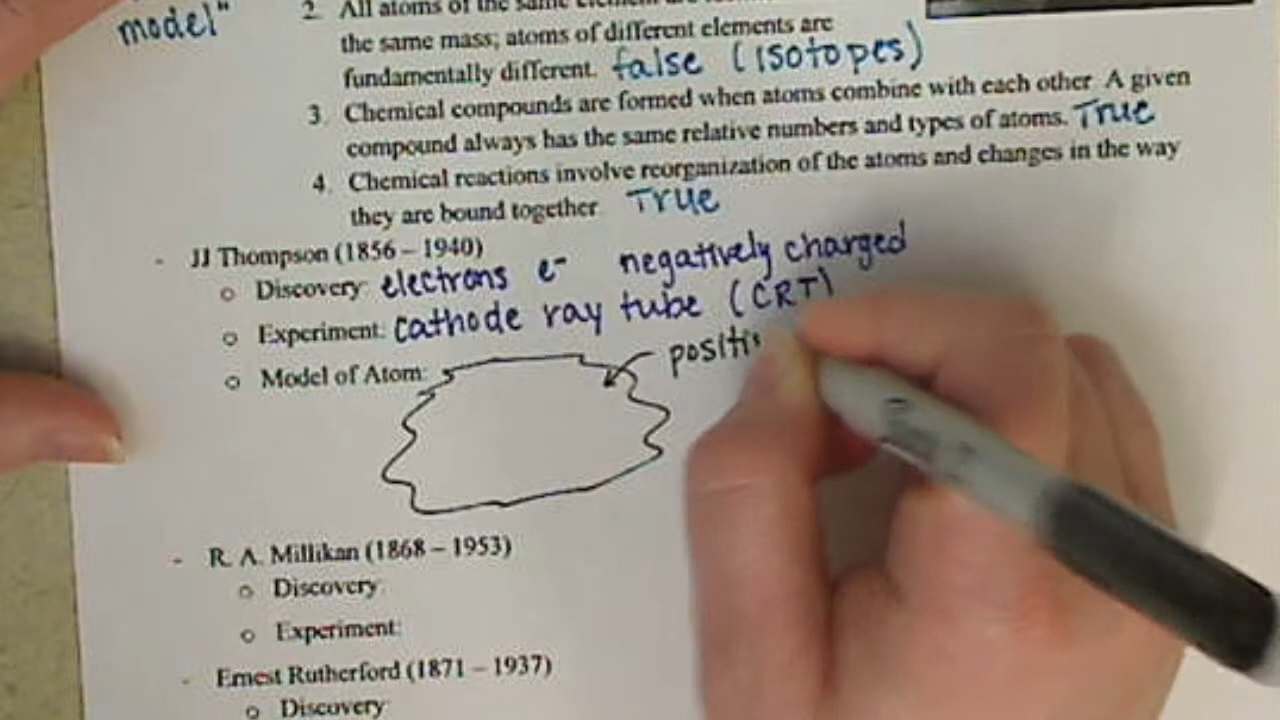 model"
2. All atoms of the same element are
the same mass; atoms of different elements are
fundamentally different. false (isotopes)
3. Chemical compounds are formed when atoms combine with each other. A given
compound always has the same relative numbers and types of atoms. True
4. Chemical reactions involve reorganization of the atoms and changes in the way
they are bound together. True
- JJ Thompson (1856 – 1940)
o Discovery: electrons e⁻ negatively charged
o Experiment: cathode ray tube (CRT)
o Model of Atom: positi
- R. A. Millikan (1868 – 1953)
o Discovery:
o Experiment:
- Ernest Rutherford (1871 – 1937)
o Discovery: